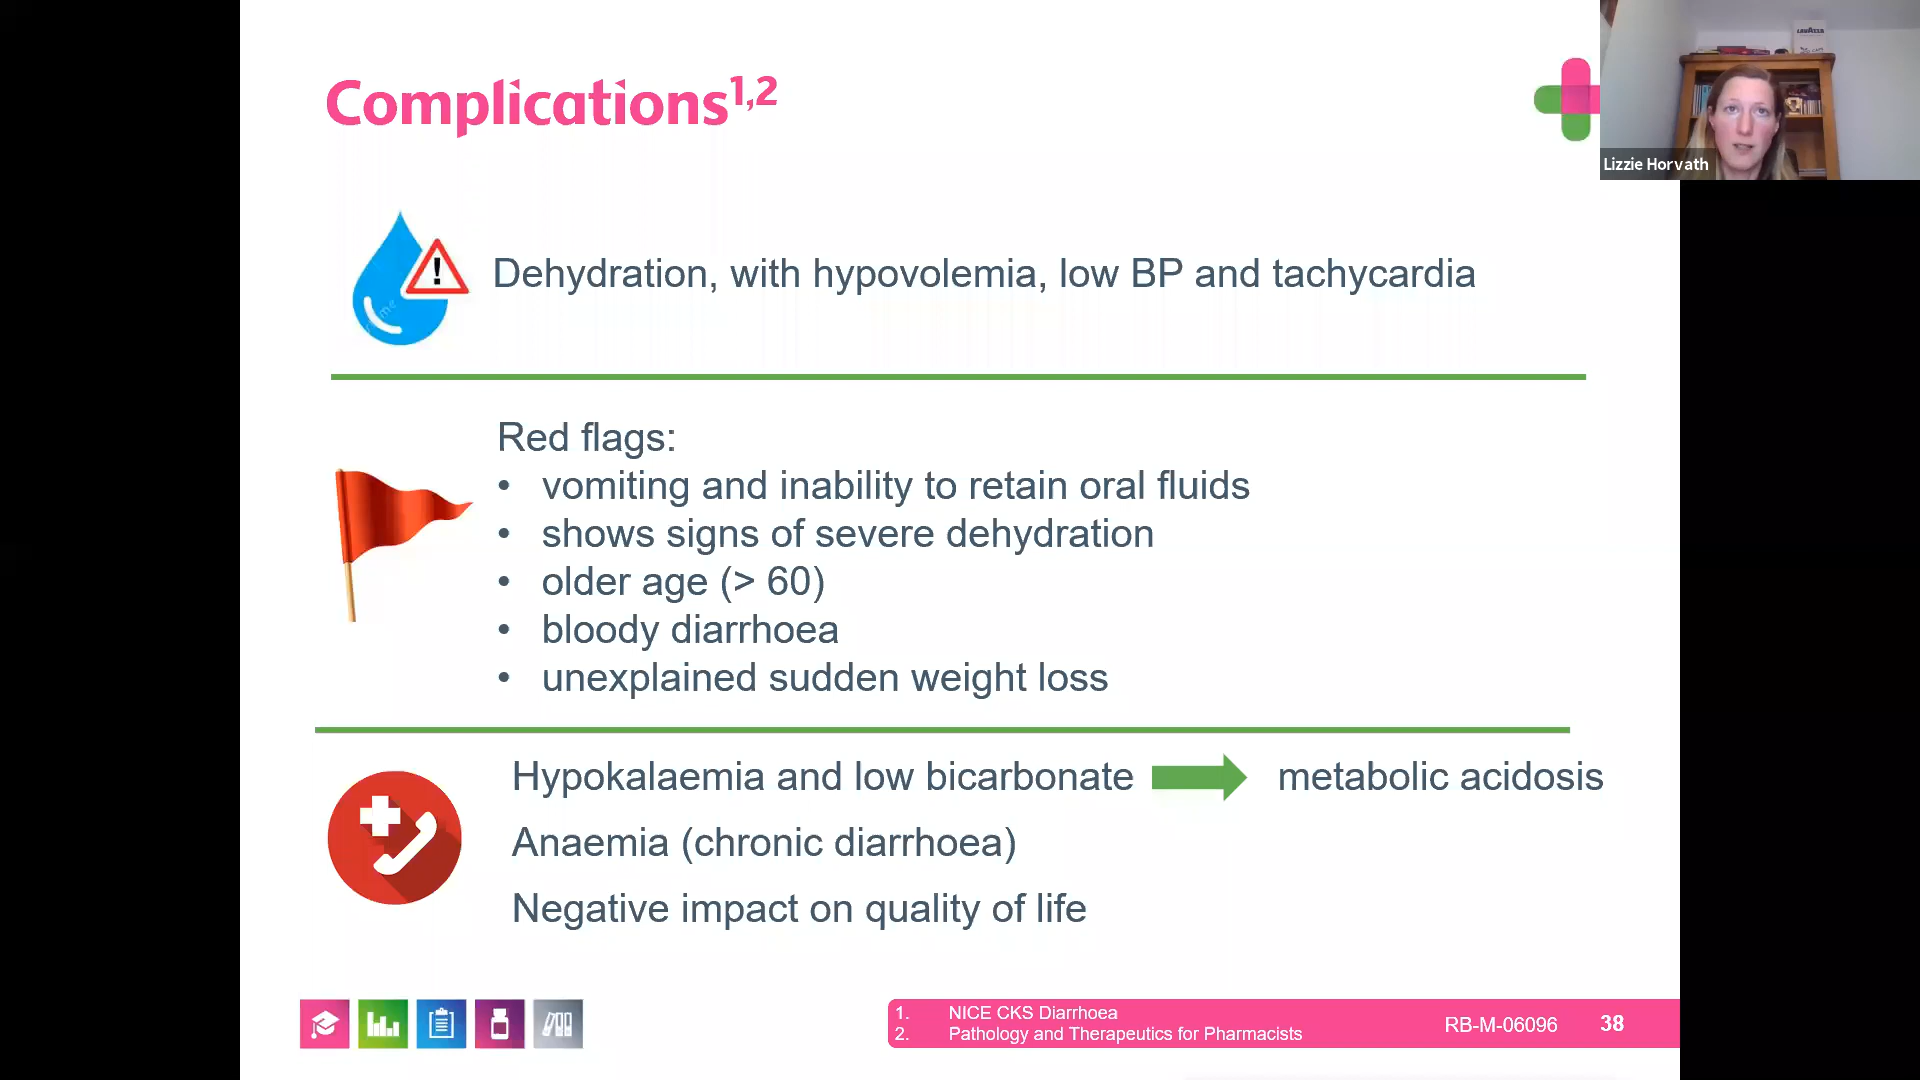 Complications1,2
LAVAZZA
Lizzie Horvath
!
Dehydration, with hypovolemia, low BP and tachycardia
Red flags:
• vomiting and inability to retain oral fluids
• shows signs of severe dehydration
• older age (> 60)
• bloody diarrhoea
• unexplained sudden weight loss
Hypokalaemia and low bicarbonate metabolic acidosis
Anaemia (chronic diarrhoea)
Negative impact on quality of life
1. NICE CKS Diarrhoea
2. Pathology and Therapeutics for Pharmacists
RB-M-06096 38